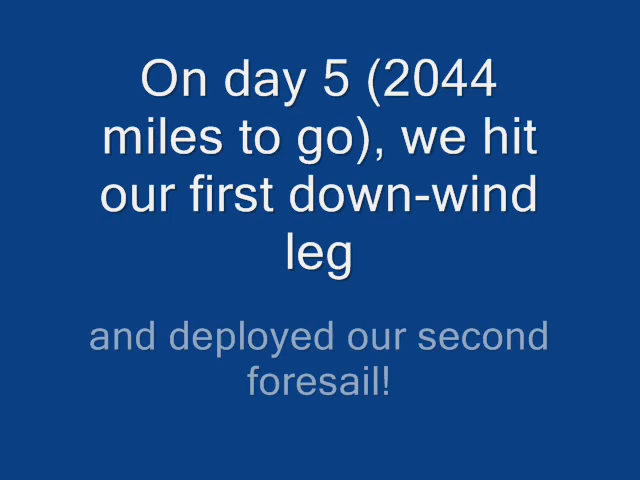 On day 5 (2044
miles to go), we hit
our first down-wind
leg
and deployed our second
foresail!